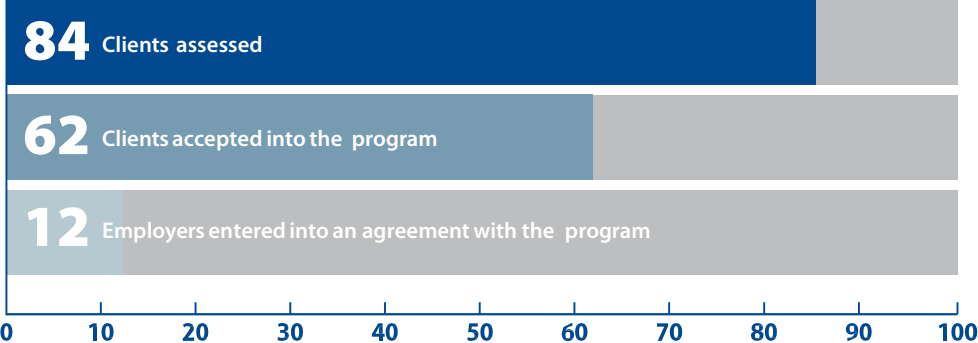 84 Clients assessed
62 Clients accepted into the program
12 Employers entered into an agreement with the program
0 10 20 30 40 50 60 70 80 90 100